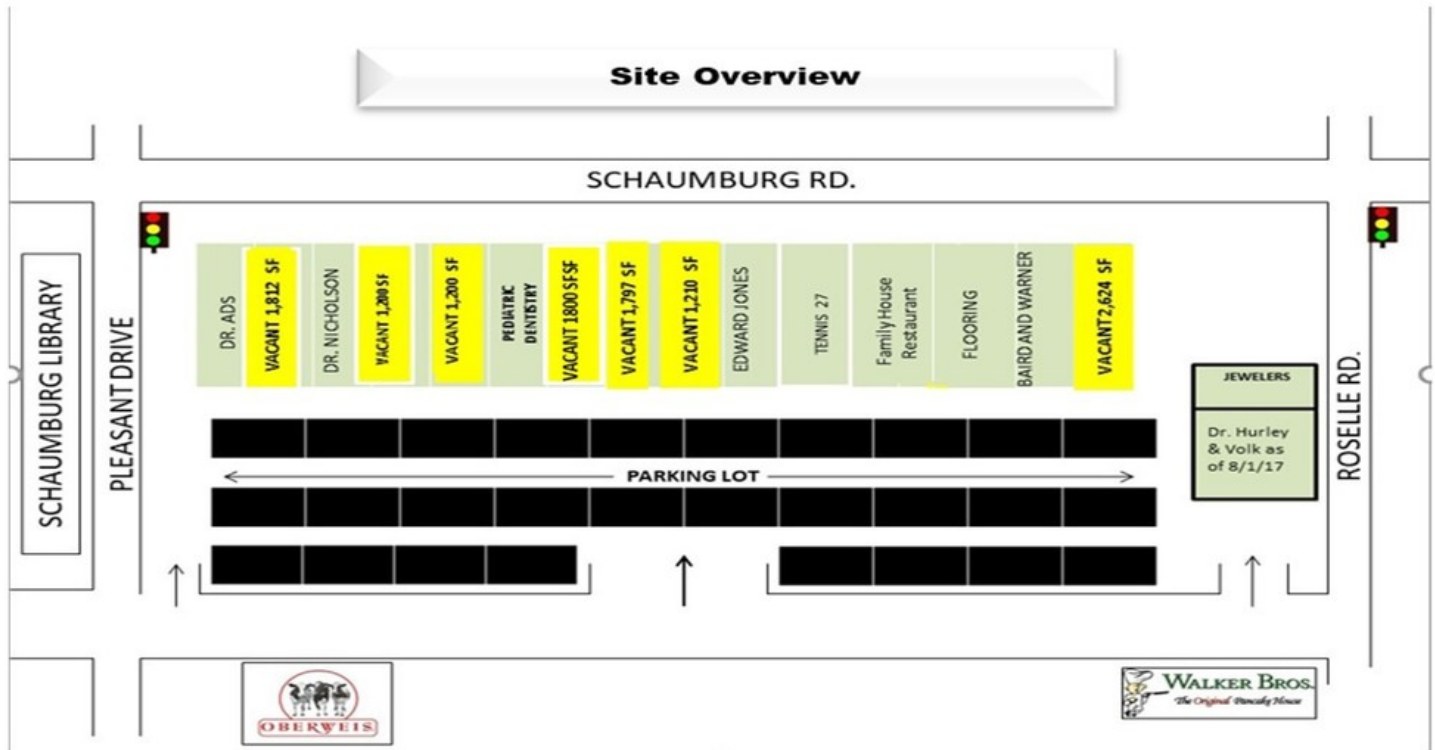 Site Overview
SCHAUMBURG RD.
SCHAUMBURG LIBRARY
PLEASANT DRIVE
DR. ADS
VACANT 1,812 SF
DR. NICHOLSON
VACANT 1,200 SF
VACANT 1,200 SF
PEDIATRIC
DENTISTRY
VACANT 1800 SFSF
VACANT 1,797 SF
VACANT 1,210 SF
EDWARD JONES
TENNIS 27
Family House
Restaurant
FLOORING
BAIRD AND WARNER
VACANT 2,624 SF
JEWELERS
Dr. Hurley
& Volk as
of 8/1/17
ROSELLE RD.
PARKING LOT
OBERWEIS
WALKER BROS.
The Original Pancake House